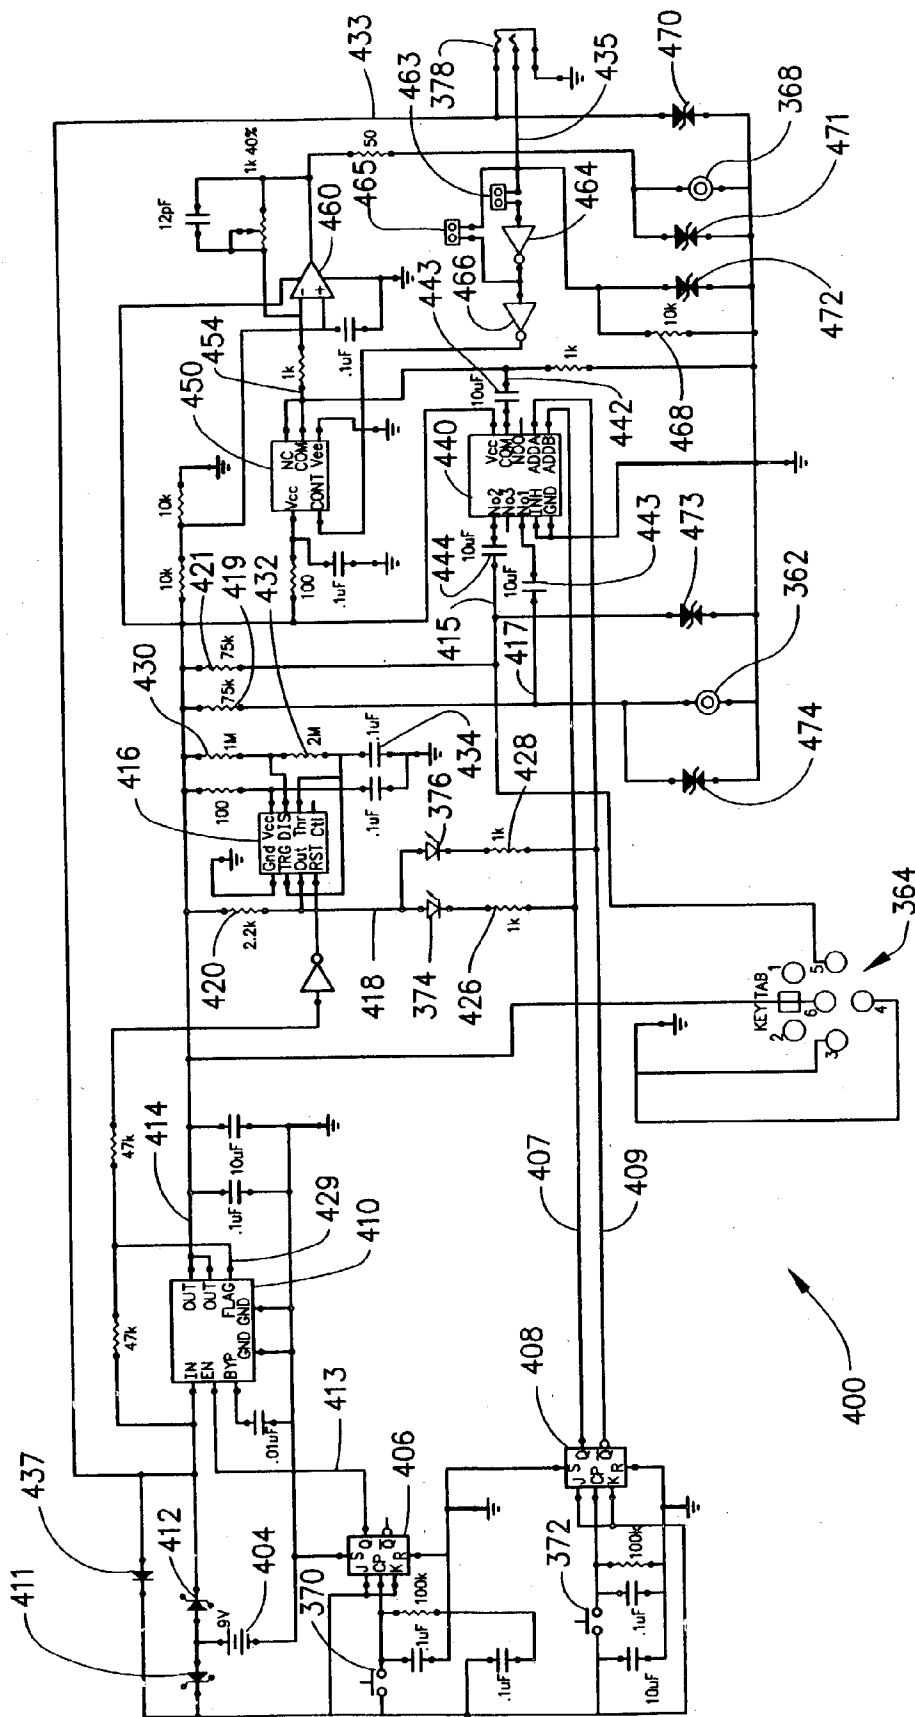 433
378
463
435
470
368
471
465
464
472
460
466
443
468
454
450
442
440
473
444
443
421
419
432
415
417
362
430
474
416
434
428
376
420
418
374
426
364
414
407
429
409
410
408
400
413
406
437
412
404
411
370
372
12pF
1k 40%
50
.1uF
1k
10k
10k
NC
COM
Vee
Vcc
CONT
100
.1uF
10uF
1k
10k
Vcc
COM
NO0
ADDA
ADDB
No2
No3
No1
INH
GND
10uF
10uF
75k
75k
1M
2M
.1uF
.1uF
100
Vcc
DIS
Thr
Ctl
Gnd
TRG
Out
RST
2.2k
1k
1k
47k
47k
KEY TAB
1
2
3
4
5
6
.1uF
10uF
OUT
OUT
FLAG
GND
GND
IN
EN
BYP
.01uF
9V
J
S
Q
CP
K
R
Q
100k
.1uF
.1uF
J
S
Q
CP
K
R
Q
100k
.1uF
10uF